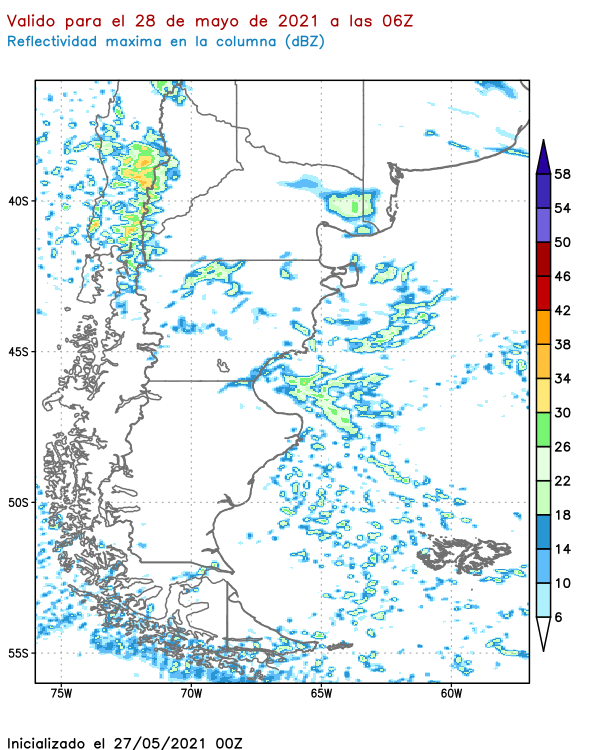 Valido para el 28 de mayo de 2021 a las 06Z
Reflectividad maxima en la columna (dBZ)
58
54
50
46
42
38
34
30
26
22
18
14
10
6
40S
45S
50S
55S
75W 70W 65W 60W
Inicializado el 27/05/2021 00Z